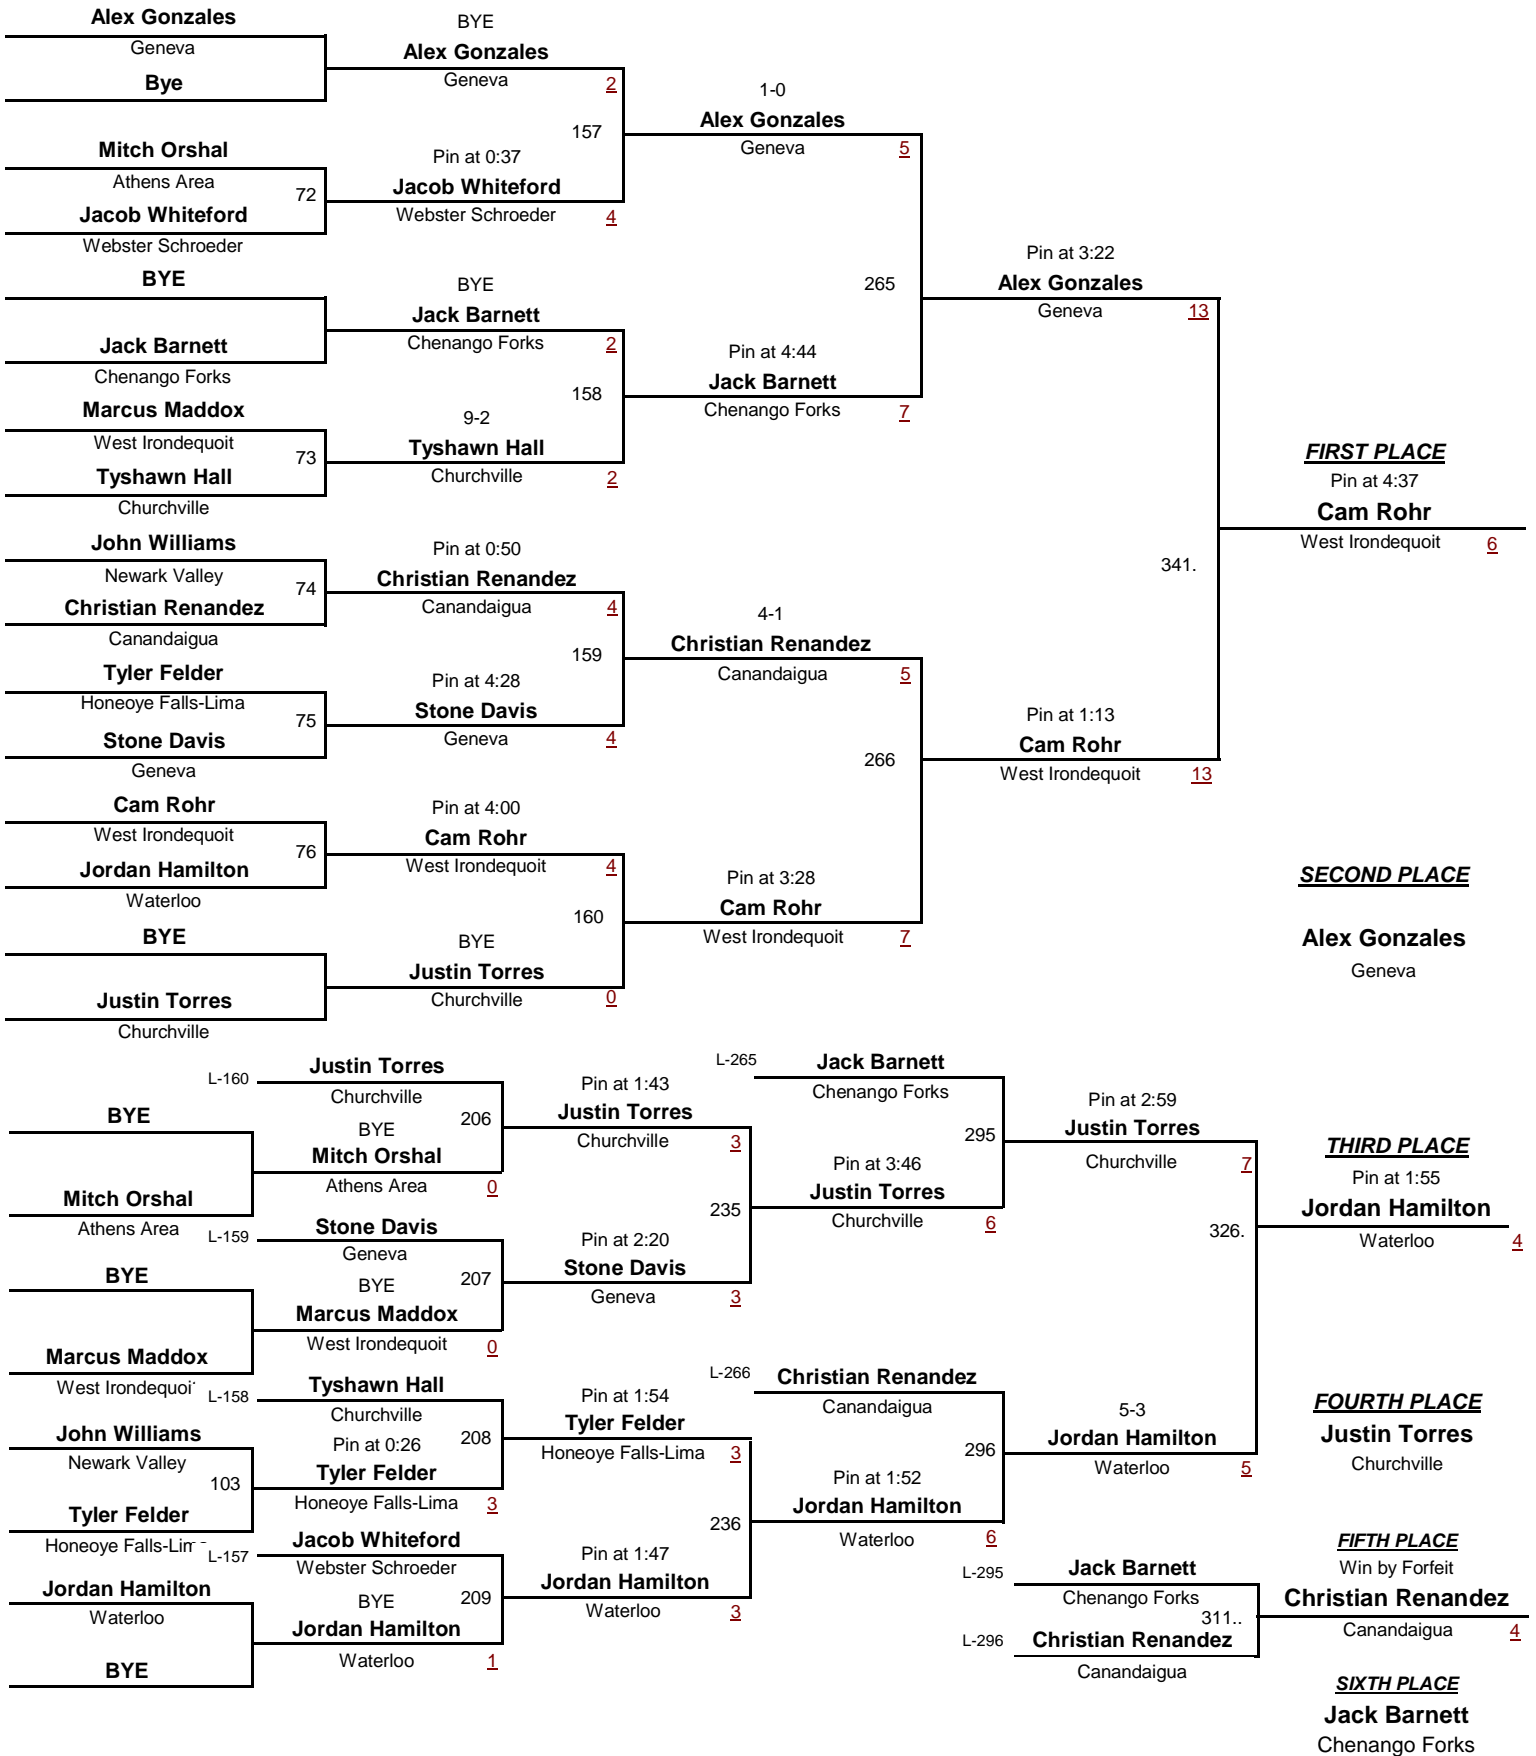 Alex Gonzales
Geneva
Bye
Mitch Orshal
Athens Area
72
Jacob Whiteford
Webster Schroeder
BYE
Jack Barnett
Chenango Forks
Marcus Maddox
West Irondequoit
73
Tyshawn Hall
Churchville
John Williams
Newark Valley
74
Christian Renandez
Canandaigua
Tyler Felder
Honeoye Falls-Lima
75
Stone Davis
Geneva
Cam Rohr
West Irondequoit
76
Jordan Hamilton
Waterloo
BYE
Justin Torres
Churchville
BYE
Alex Gonzales
Geneva 2
157
Pin at 0:37
Jacob Whiteford
Webster Schroeder 4
BYE
Jack Barnett
Chenango Forks 2
158
9-2
Tyshawn Hall
Churchville 2
Pin at 0:50
Christian Renandez
Canandaigua 4
159
Pin at 4:28
Stone Davis
Geneva 4
Pin at 4:00
Cam Rohr
West Irondequoit 4
160
BYE
Justin Torres
Churchville 0
1-0
Alex Gonzales
Geneva 5
265
Pin at 4:44
Jack Barnett
Chenango Forks 7
4-1
Christian Renandez
Canandaigua 5
266
Pin at 3:28
Cam Rohr
West Irondequoit 7
Pin at 3:22
Alex Gonzales
Geneva 13
341.
Pin at 1:13
Cam Rohr
West Irondequoit 13
FIRST PLACE
Pin at 4:37
Cam Rohr
West Irondequoit 6
SECOND PLACE
Alex Gonzales
Geneva
BYE
Mitch Orshal
Athens Area
BYE
Marcus Maddox
West Irondequoi
John Williams
Newark Valley
103
Tyler Felder
Honeoye Falls-Lim
Jordan Hamilton
Waterloo
BYE
L-160
Justin Torres
Churchville
206
BYE
Mitch Orshal
Athens Area 0
L-159
Stone Davis
Geneva
207
BYE
Marcus Maddox
West Irondequoit 0
L-158
Tyshawn Hall
Churchville
208
Pin at 0:26
Tyler Felder
Honeoye Falls-Lima 3
L-157
Jacob Whiteford
Webster Schroeder
209
BYE
Jordan Hamilton
Waterloo 1
Pin at 1:43
Justin Torres
Churchville 3
235
Pin at 2:20
Stone Davis
Geneva 3
Pin at 1:54
Tyler Felder
Honeoye Falls-Lima 3
236
Pin at 1:47
Jordan Hamilton
Waterloo 3
L-265
Jack Barnett
Chenango Forks
295
Pin at 3:46
Justin Torres
Churchville 6
L-266
Christian Renandez
Canandaigua
296
Pin at 1:52
Jordan Hamilton
Waterloo 6
Pin at 2:59
Justin Torres
Churchville 7
326.
5-3
Jordan Hamilton
Waterloo 5
L-295
Jack Barnett
Chenango Forks
311..
L-296
Christian Renandez
Canandaigua
THIRD PLACE
Pin at 1:55
Jordan Hamilton
Waterloo 4
FOURTH PLACE
Justin Torres
Churchville
FIFTH PLACE
Win by Forfeit
Christian Renandez
Canandaigua 4
SIXTH PLACE
Jack Barnett
Chenango Forks